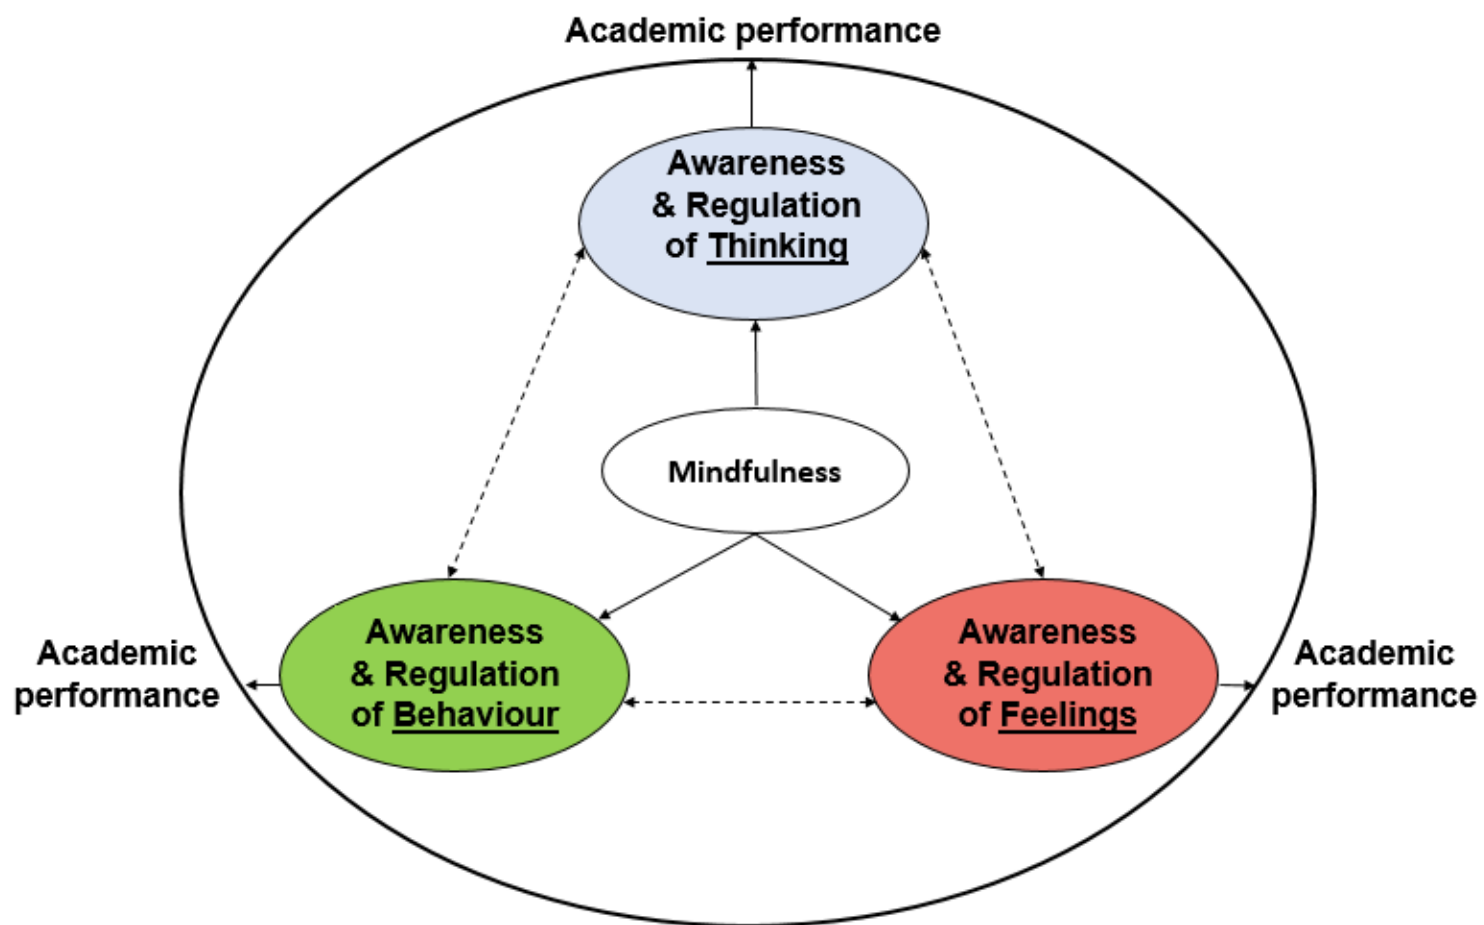 Academic performance
Awareness
& Regulation
of Thinking
Mindfulness
Awareness
& Regulation
of Behaviour
Awareness
& Regulation
of Feelings
Academic
performance
Academic
performance